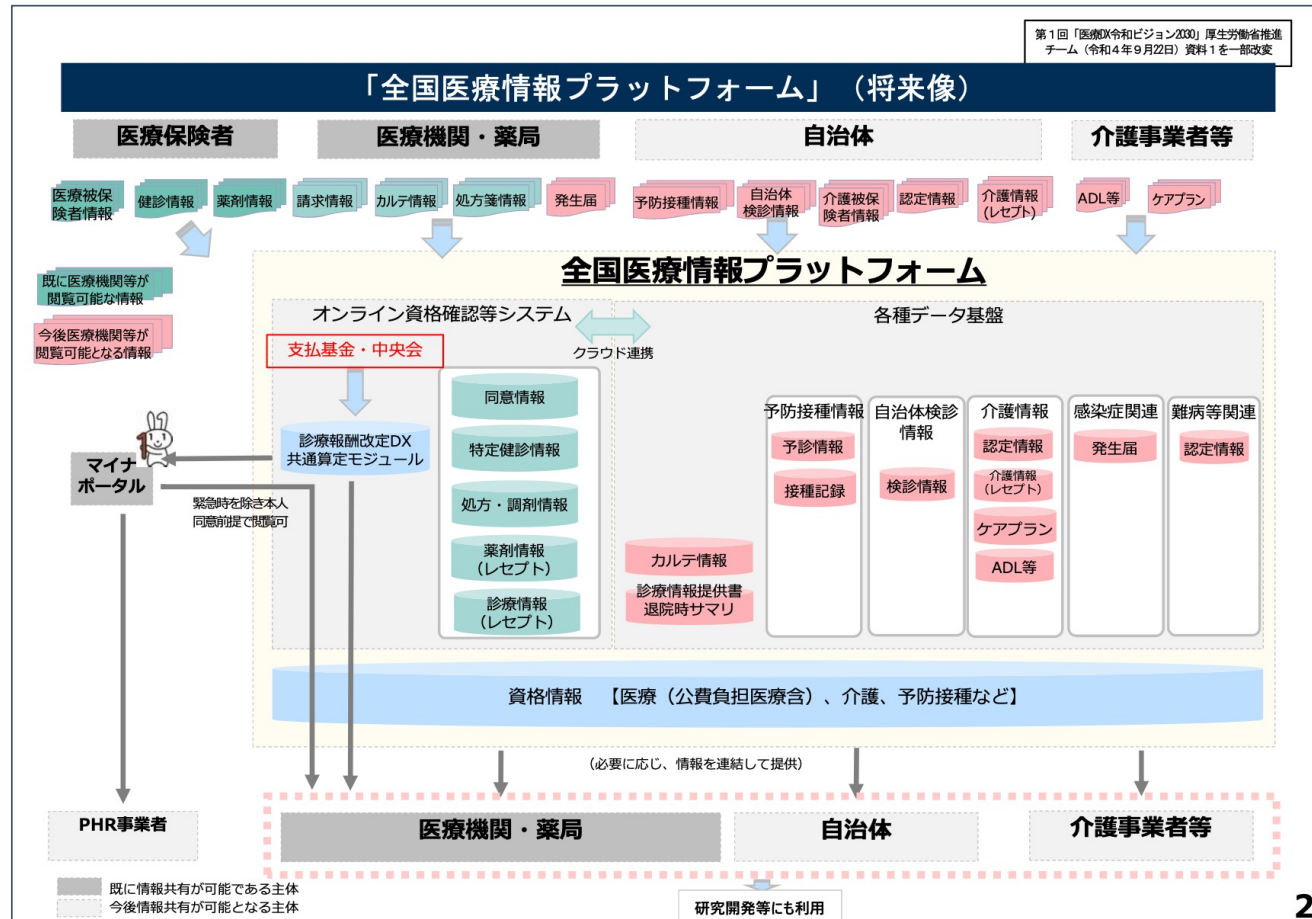 第1回「医療DX令和ビジョン2030」厚生労働省推進
チーム（令和４年９月22日）資料１を一部改変
「全国医療情報プラットフォーム」（将来像）
医療保険者
医療機関・薬局
自治体
介護事業者等
医療被保
険者情報
健診情報
薬剤情報
請求情報
カルテ情報
処方箋情報
発生届
予防接種情報
自治体
検診情報
介護被保
険者情報
認定情報
介護情報
（レセプト）
ADL等
ケアプラン
既に医療機関等が
閲覧可能な情報
今後医療機関等が
閲覧可能となる情報
全国医療情報プラットフォーム
オンライン資格確認等システム
クラウド連携
各種データ基盤
支払基金・中央会
診療報酬改定DX
共通算定モジュール
同意情報
特定健診情報
処方・調剤情報
薬剤情報
（レセプト）
診療情報
（レセプト）
カルテ情報
診療情報提供書
退院時サマリ
予防接種情報
予診情報
接種記録
自治体検診
情報
検診情報
介護情報
認定情報
介護情報
（レセプト）
ケアプラン
ADL等
感染症関連
発生届
難病等関連
認定情報
マイナ
ポータル
緊急時を除き本人
同意前提で閲覧可
資格情報　【医療（公費負担医療含）、介護、予防接種など】
（必要に応じ、情報を連結して提供）
PHR事業者
医療機関・薬局
自治体
介護事業者等
既に情報共有が可能である主体
今後情報共有が可能となる主体
研究開発等にも利用
2